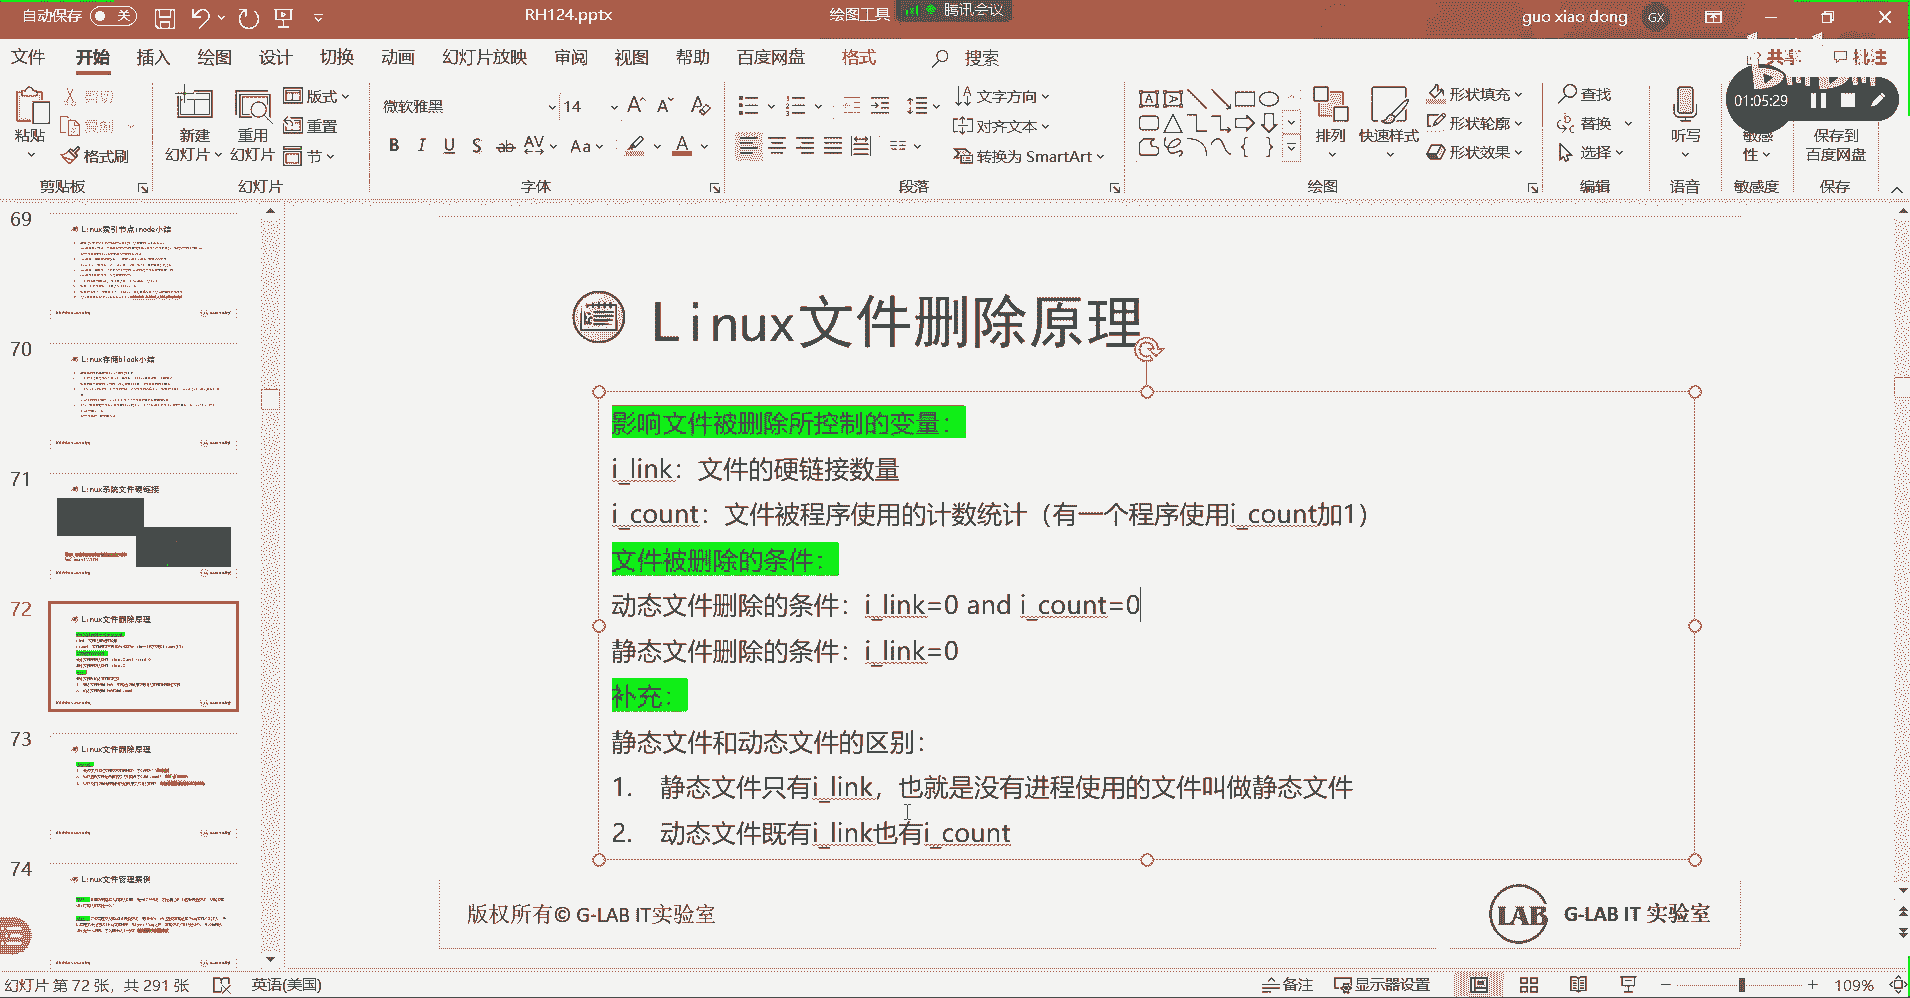 自动保存 关
RH124.pptx
绘图工具
腾讯会议
guo xiao dong
GX
文件 开始 插入 绘图 设计 切换 动画 幻灯片放映 审阅 视图 帮助 百度网盘 格式 搜索
共享 批注
01:05:29
粘贴
剪切
复制
格式刷
剪贴板
新建
幻灯片
重用
幻灯片
版式
重置
节
幻灯片
微软雅黑 14
字体
文字方向
对齐文本
转换为 SmartArt
段落
排列
快速样式
形状填充
形状轮廓
形状效果
绘图
查找
替换
选择
编辑
听写
语音
敏感
性
敏感度
保存到
百度网盘
保存
69
Linux索引节点inode小结
70
Linux存储block小结
71
Linux系统文件硬链接
72
Linux文件删除原理
73
Linux文件删除原理
74
Linux文件管理案例
Linux文件删除原理
影响文件被删除所控制的变量：
i_link：文件的硬链接数量
i_count：文件被程序使用的计数统计（有一个程序使用i_count加1）
文件被删除的条件：
动态文件删除的条件：i_link=0 and i_count=0
静态文件删除的条件：i_link=0
补充：
静态文件和动态文件的区别：
1. 静态文件只有i_link，也就是没有进程使用的文件叫做静态文件
2. 动态文件既有i_link也有i_count
版权所有© G-LAB IT实验室
LAB G-LAB IT 实验室
幻灯片 第 72 张，共 291 张 英语(美国)
备注 显示器设置 109%